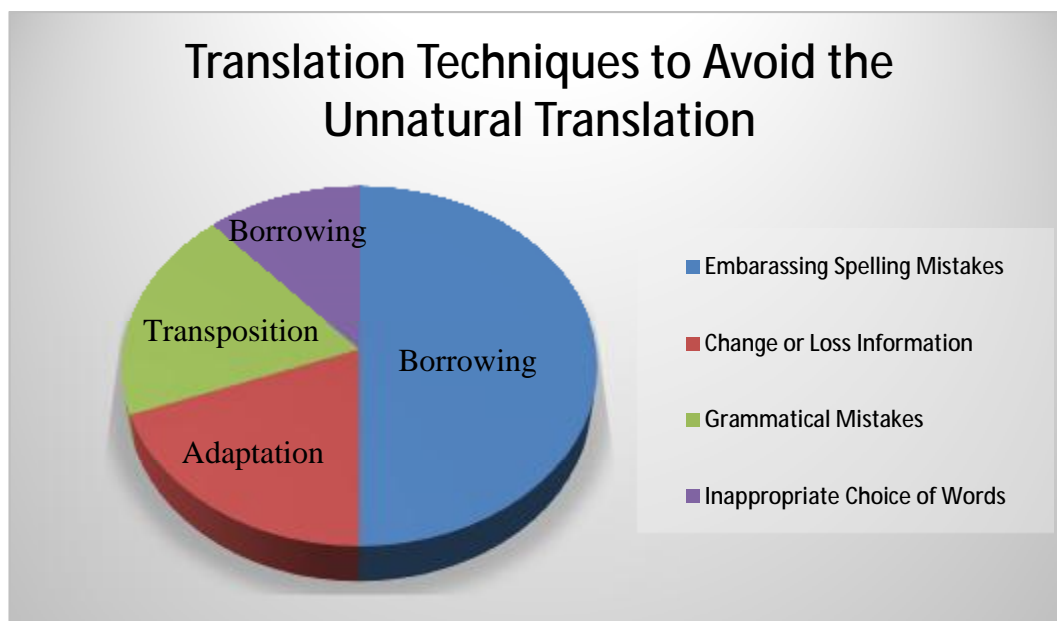 Translation Techniques to Avoid the
Unnatural Translation
Borrowing
Transposition
Borrowing
Adaptation
Embarassing Spelling Mistakes
Change or Loss Information
Grammatical Mistakes
Inappropriate Choice of Words